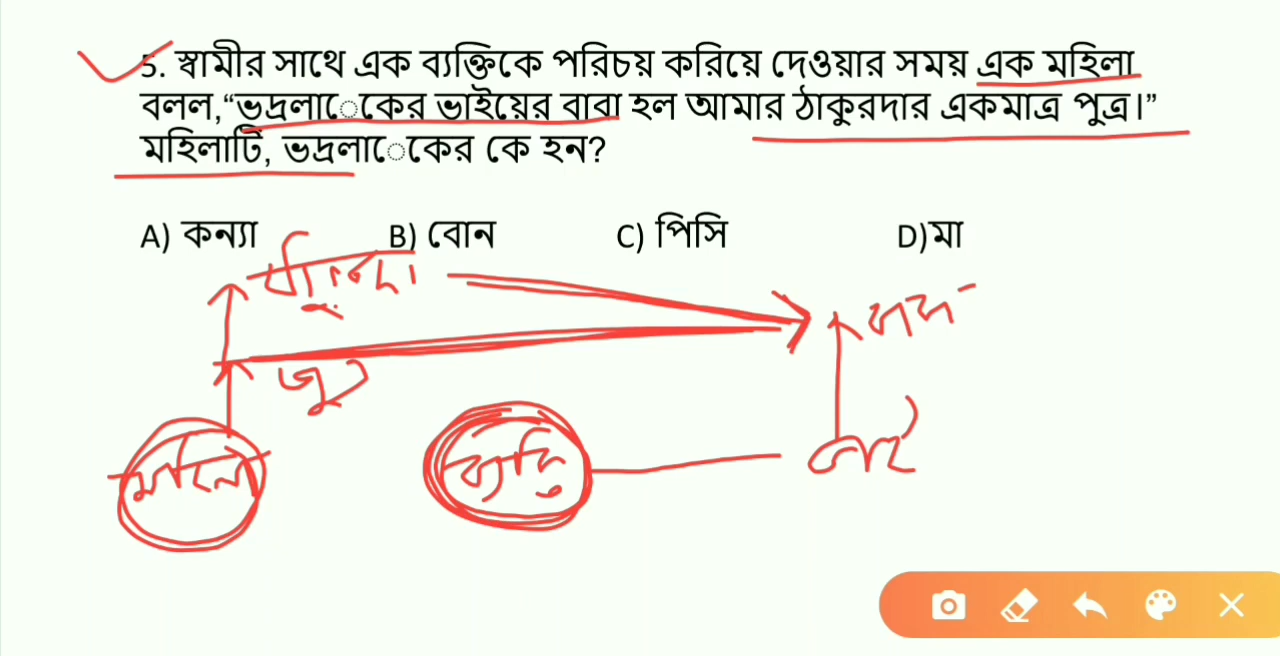 5. স্বামীর সাথে এক ব্যক্তিকে পরিচয় করিয়ে দেওয়ার সময় এক মহিলা
বলল,“ভদ্রলােকের ভাইয়ের বাবা হল আমার ঠাকুরদার একমাত্র পুত্র।”
মহিলাটি, ভদ্রলােকের কে হন?
A) কন্যা B) বোন C) পিসি D)মা
বাবা
মহিলা ব্যক্তি ভাই